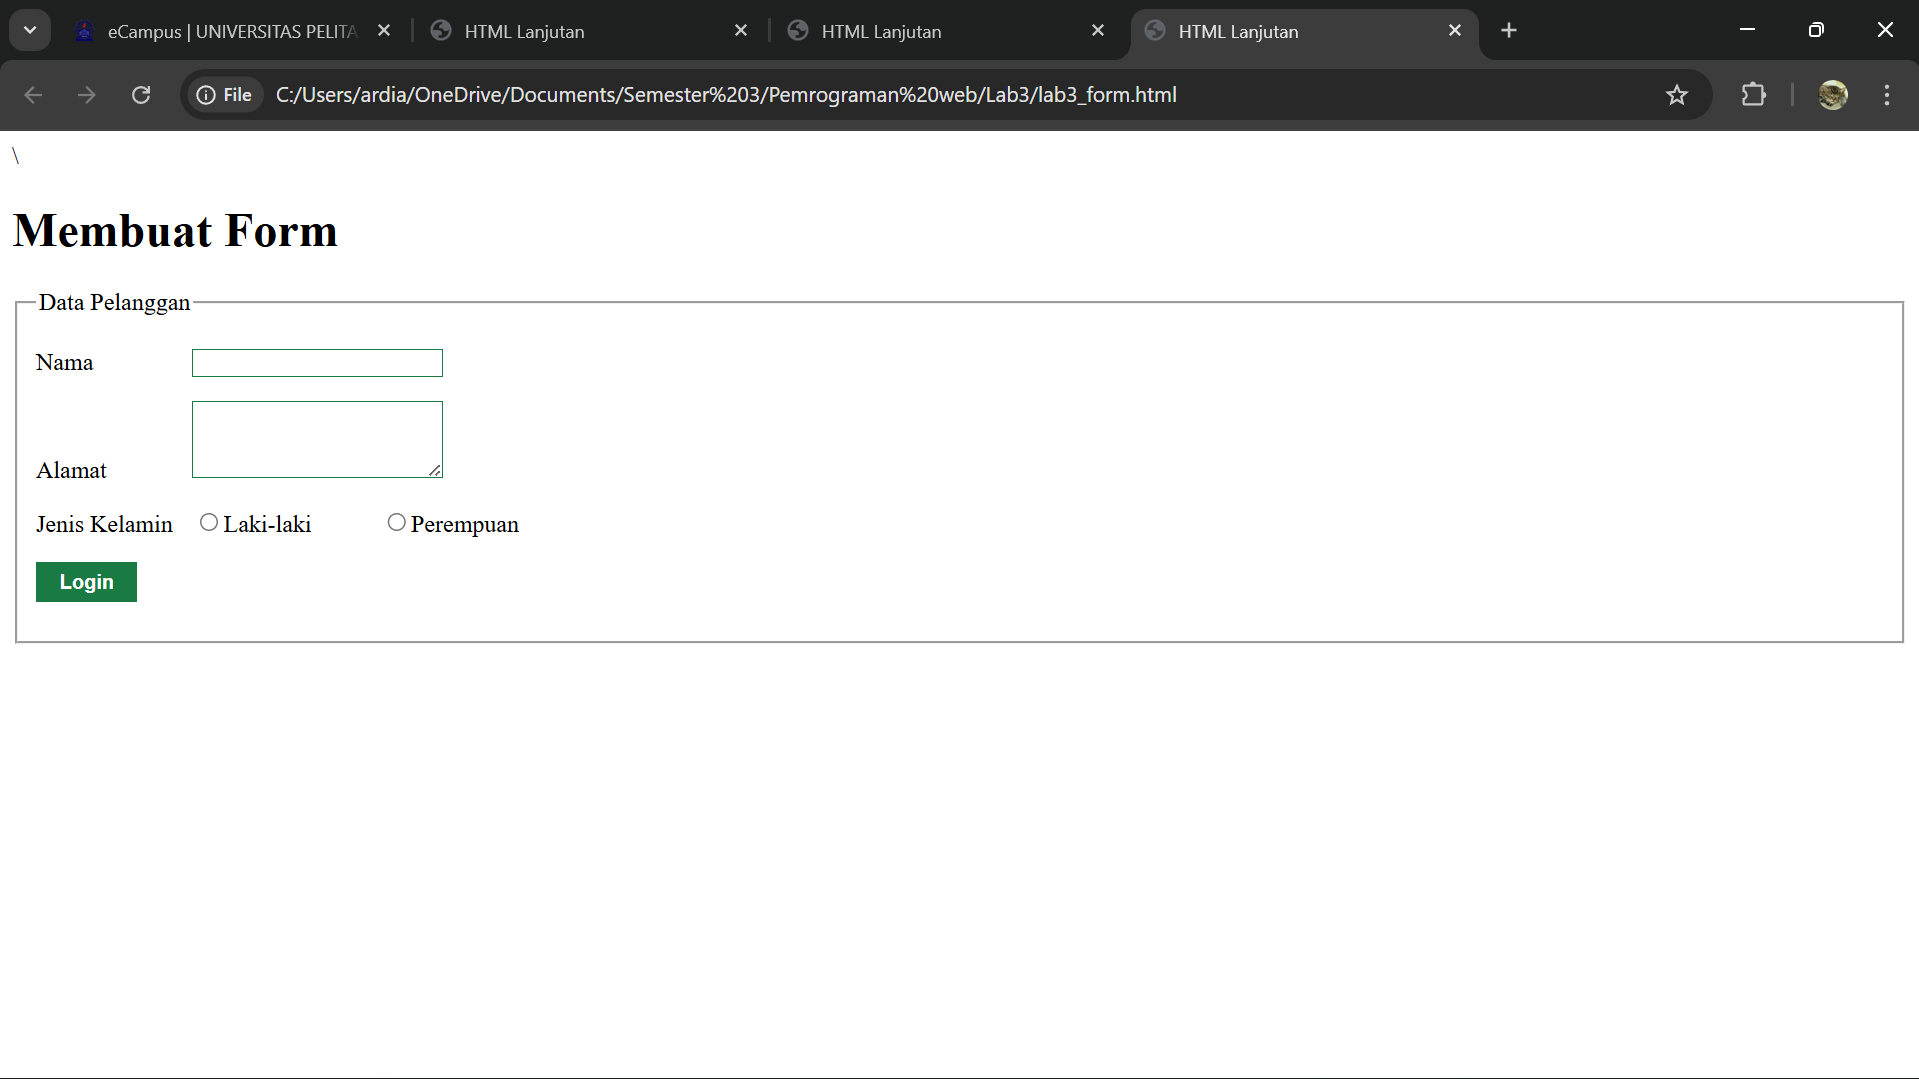 eCampus | UNIVERSITAS PELITA
HTML Lanjutan
HTML Lanjutan
HTML Lanjutan
File C:/Users/ardia/OneDrive/Documents/Semester%203/Pemrograman%20web/Lab3/lab3_form.html
\
Membuat Form
Data Pelanggan
Nama
Alamat
Jenis Kelamin Laki-laki Perempuan
Login